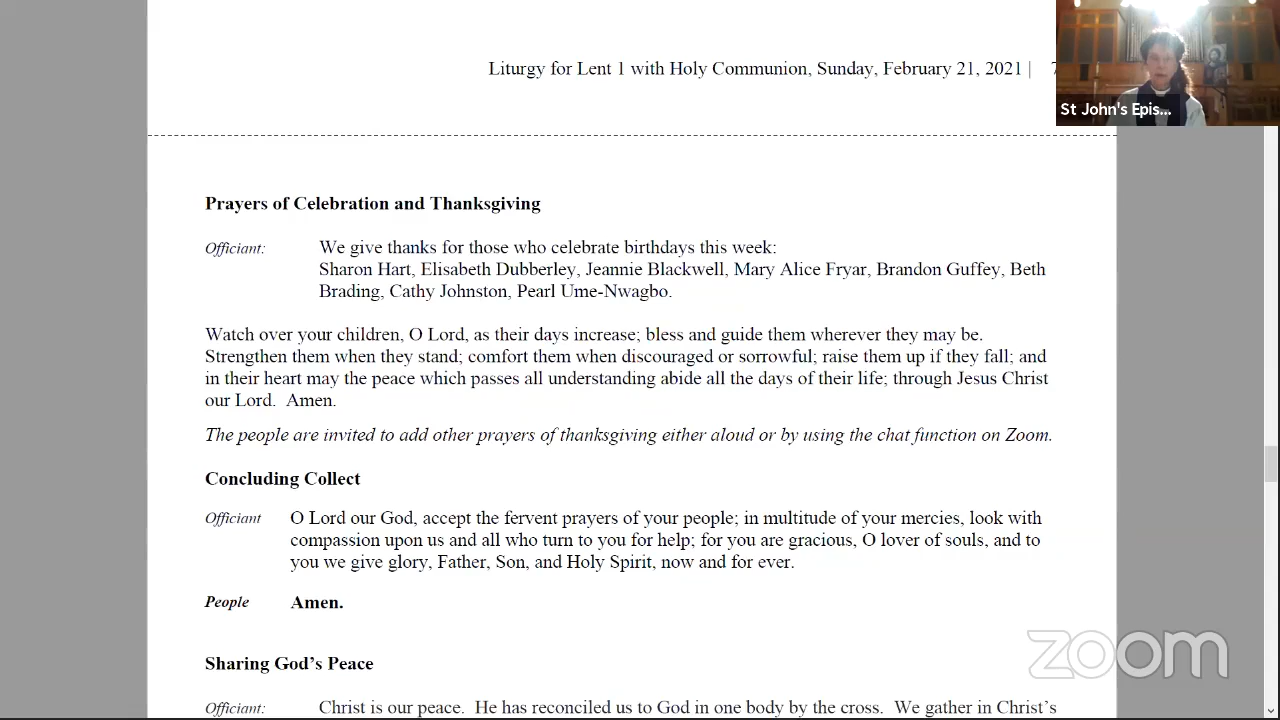 Liturgy for Lent 1 with Holy Communion, Sunday, February 21, 2021 |
St John's Epis...
Prayers of Celebration and Thanksgiving
Officiant: We give thanks for those who celebrate birthdays this week:
Sharon Hart, Elisabeth Dubberley, Jeannie Blackwell, Mary Alice Fryar, Brandon Guffey, Beth
Brading, Cathy Johnston, Pearl Ume-Nwagbo.
Watch over your children, O Lord, as their days increase; bless and guide them wherever they may be.
Strengthen them when they stand; comfort them when discouraged or sorrowful; raise them up if they fall; and
in their heart may the peace which passes all understanding abide all the days of their life; through Jesus Christ
our Lord. Amen.
The people are invited to add other prayers of thanksgiving either aloud or by using the chat function on Zoom.
Concluding Collect
Officiant O Lord our God, accept the fervent prayers of your people; in multitude of your mercies, look with
compassion upon us and all who turn to you for help; for you are gracious, O lover of souls, and to
you we give glory, Father, Son, and Holy Spirit, now and for ever.
People Amen.
Sharing God's Peace
Officiant: Christ is our peace. He has reconciled us to God in one body by the cross. We gather in Christ's
zoom